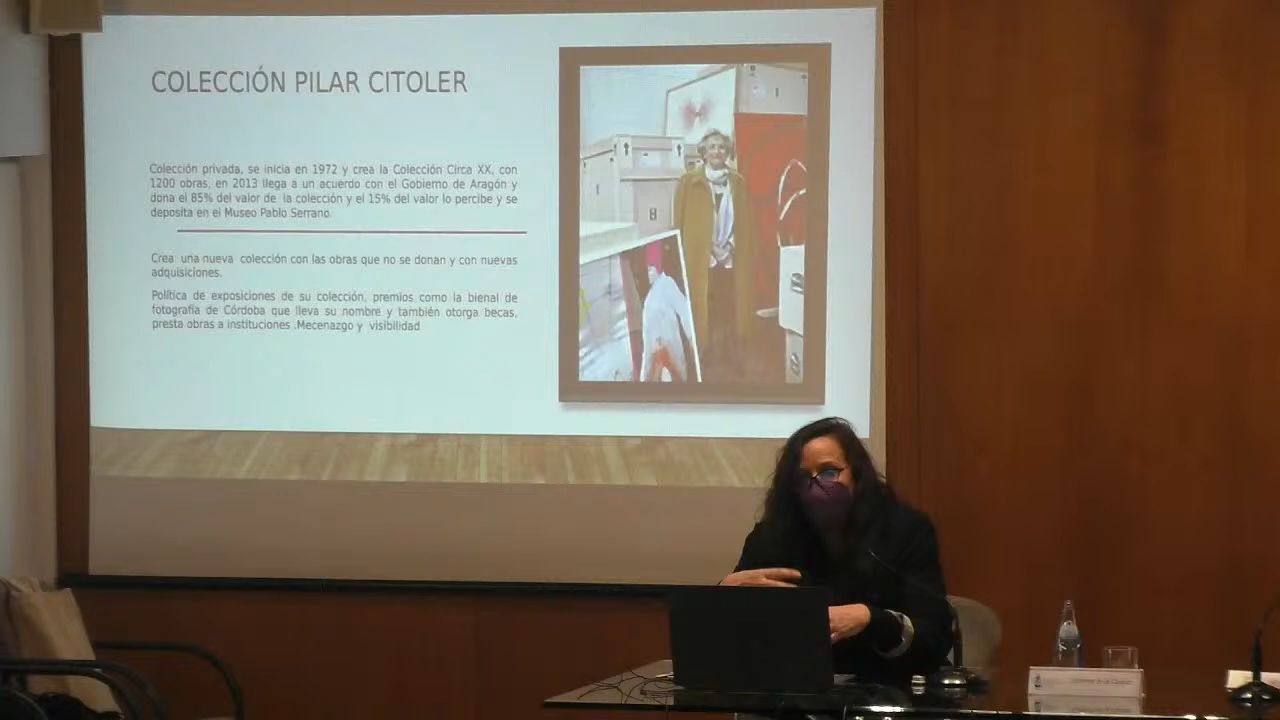 COLECCIÓN PILAR CITOLER
Colección privada, se inicia en 1972 y crea la Colección Circa XX, con
1200 obras, en 2013 llega a un acuerdo con el Gobierno de Aragón y
dona el 85% del valor de la colección y el 15% del valor lo percibe y se
deposita en el Museo Pablo Serrano.
Crea una nueva colección con las obras que no se donan y con nuevas
adquisiciones.
Política de exposiciones de su colección, premios como la bienal de
fotografía de Córdoba que lleva su nombre y también otorga becas,
presta obras a instituciones .Mecenazgo y visibilidad